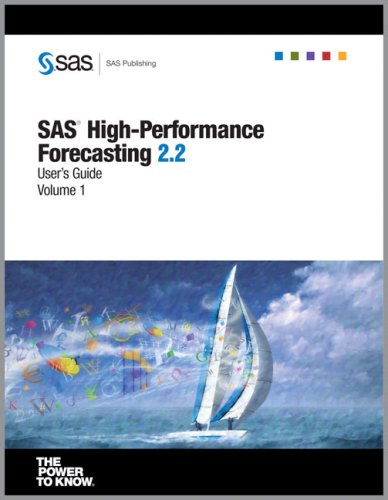 sas | SAS Publishing
SAS® High-Performance
Forecasting 2.2
User's Guide
Volume 1
THE
POWER
TO KNOW®